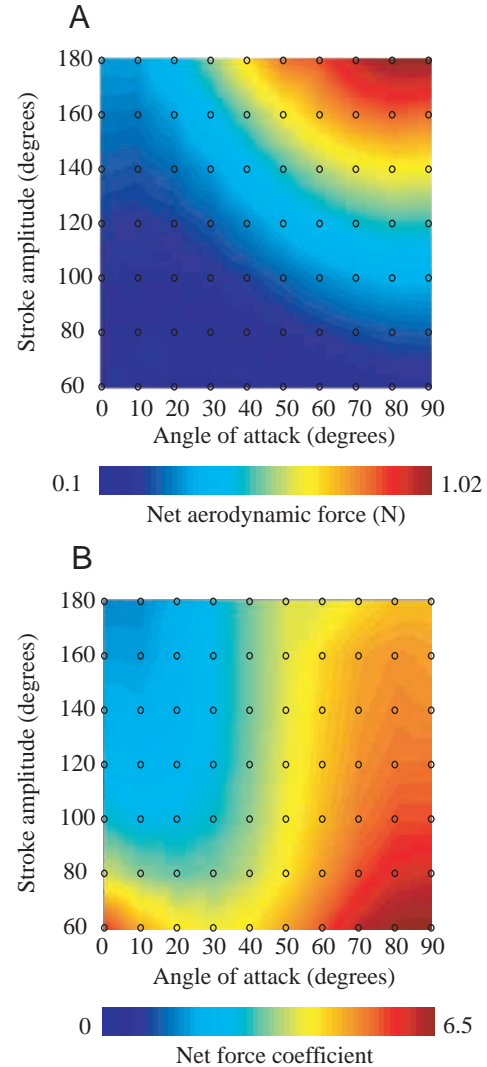 A
Stroke amplitude (degrees)
180
160
140
120
100
80
60
0 10 20 30 40 50 60 70 80 90
Angle of attack (degrees)
0.1 1.02
Net aerodynamic force (N)
B
Stroke amplitude (degrees)
180
160
140
120
100
80
60
0 10 20 30 40 50 60 70 80 90
Angle of attack (degrees)
0 6.5
Net force coefficient